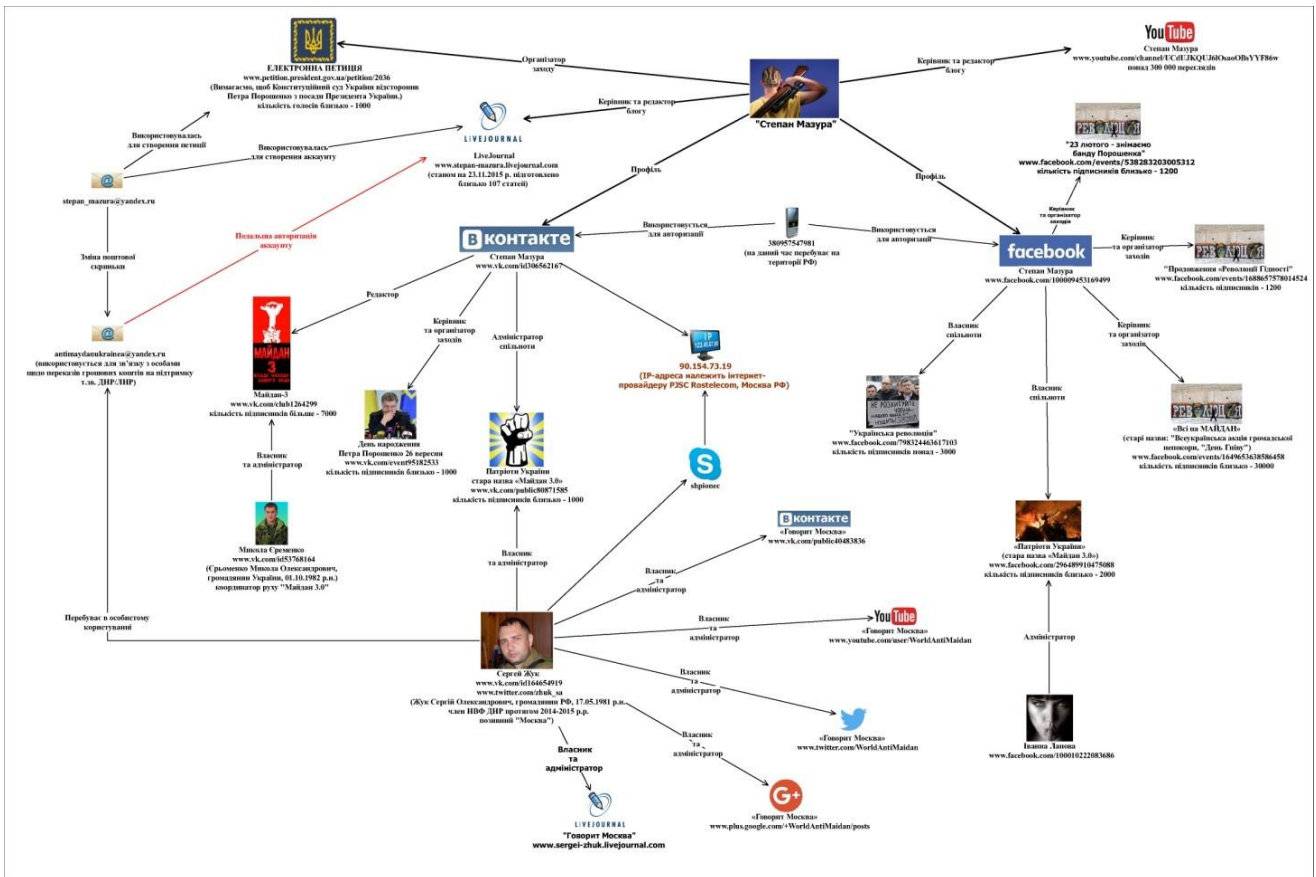 ЕЛЕКТРОННА ПЕТИЦІЯ
www.petition.president.gov.ua/petition/2036
(Вимагаємо, щоб Конституційний суд України відсторонив
Петра Порошенко з посади Президента України.)
кількість голосів близько - 1000
Організатор
заходу
"Степан Мазура"
Керівник та редактор
блогу
YouTube
Степан Мазура
www.youtube.com/channel/UCdUJKQUJ6lOsaoOBsYYF86w
понад 300 000 переглядів
Керівник та редактор
блогу
LIVEJOURNAL
LiveJournal
www.stepan-mazura.livejournal.com
(станом на 23.11.2015 р. підготовлено
близько 107 статей)
Використовувалась
для створення петиції
Використовувалась
для створення аккаунту
stepan_mazura@yandex.ru
Подальша авторизація
аккаунту
Зміна поштової
скриньки
antimaydanukrainea@yandex.ru
(використовується для зв'язку з особами
щодо переказів грошових коштів на підтримку
т.зв. ДНР/ЛНР)
Профіль
Профіль
В контакте
Степан Мазура
www.vk.com/id306562167
Використовується
для авторизації
380957547981
(на даний час перебуває на
території РФ)
Використовується
для авторизації
facebook
Степан Мазура
www.facebook.com/100009453169499
РЕВОЛЮЦІЯ
"23 лютого - знімаємо
банду Порошенка"
www.facebook.com/events/538283203005312
кількість підписників близько - 1200
Керівник
та організатор
заходів
Керівник
та організатор
заходів
"Продовження «Революції Гідності»
www.facebook.com/events/1688657578014524
кількість підписників - 1200
Редактор
МАЙДАН
3
Майдан-3
www.vk.com/club1264299
кількість підписників більше - 7000
Керівник
та організатор
заходів
День народження
Петра Порошенко 26 вересня
www.vk.com/event95182533
кількість підписників близько - 1000
Адміністратор
спільноти
Патріоти України
стара назва «Майдан 3.0»
www.vk.com/public80871585
кількість підписників близько - 1000
IP
90.154.73.19
(IP-адреса належить інтернет-
провайдеру PJSC Rostelecom, Москва РФ)
shpionec
Власник
спільноти
"Українська революція"
www.facebook.com/798324463617103
кількість підписників понад - 3000
Власник
спільноти
Керівник
та організатор
заходів
«Всі на МАЙДАН»
(старі назви: "Всеукраїнська акція громадської
непокори, "День Гніву")
www.facebook.com/events/1649653638586458
кількість підписників близько - 30000
Власник
та адміністратор
Микола Єременко
www.vk.com/id53768164
(Єрьоменко Микола Олександрович,
громадянин України, 01.10.1982 р.н.)
координатор руху "Майдан 3.0"
Власник
та адміністратор
В контакте
«Говорит Москва»
www.vk.com/public40483836
Власник
та
адміністратор
«Патріоти України»
(стара назва «Майдан 3.0»)
www.facebook.com/296489910475088
кількість підписників близько - 2000
Перебуває в особистому
користуванні
Сергей Жук
www.vk.com/id164654919
www.twitter.com/zhuk_sa
(Жук Сергій Олександрович, громадянин РФ, 17.05.1981 р.н.
член НВФ ДНР протягом 2014-2015 р.р.
позивний "Москва")
Власник
та
адміністратор
YouTube
«Говорит Москва»
www.youtube.com/user/WorldAntiMaidan
Власник
та
адміністратор
«Говорит Москва»
www.twitter.com/WorldAntiMaidan
Адміністратор
Іванна Ланова
www.facebook.com/100010222083686
Власник
та
адміністратор
G+
«Говорит Москва»
www.plus.google.com/+WorldAntiMaidan/posts
Власник
та
адміністратор
LIVEJOURNAL
"Говорит Москва"
www.sergei-zhuk.livejournal.com